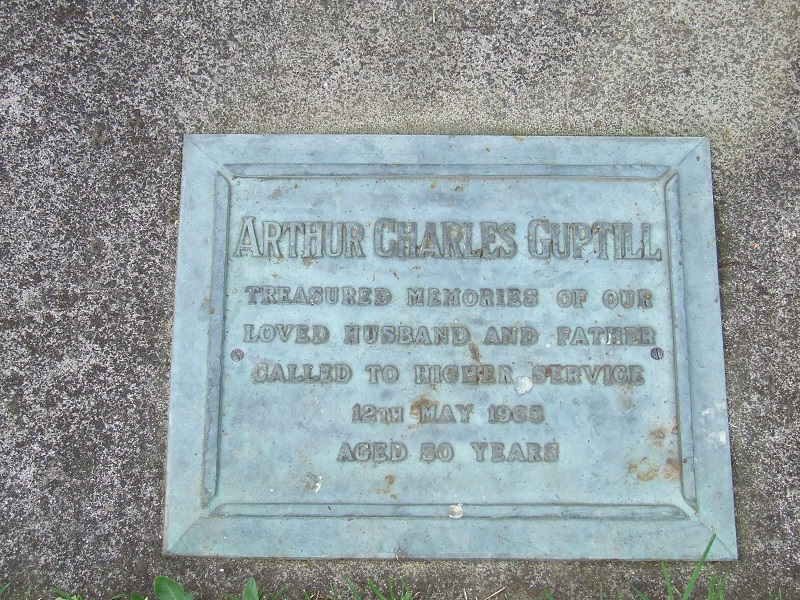 ARTHUR CHARLES GUPTILL
TREASURED MEMORIES OF OUR
LOVED HUSBAND AND FATHER
CALLED TO HIGHER SERVICE
12TH MAY
AGED YEARS